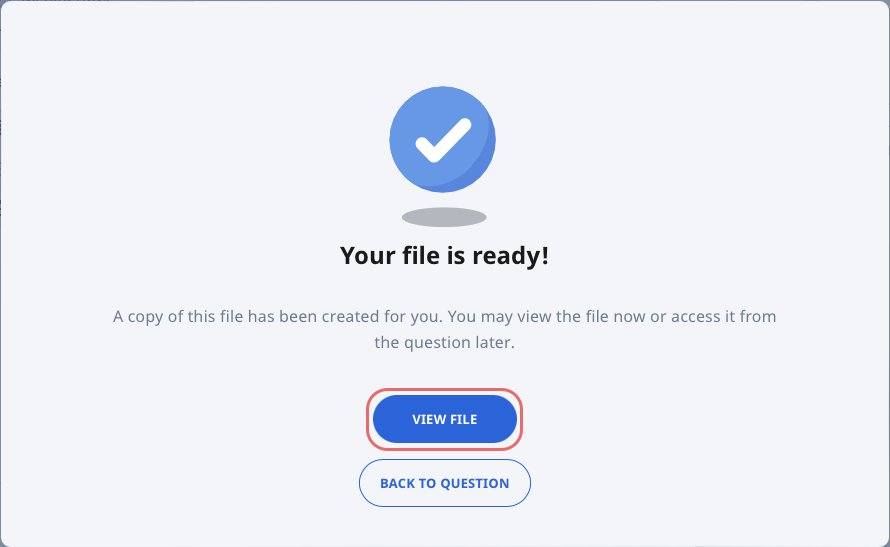 Your file is ready!
A copy of this file has been created for you. You may view the file now or access it from
the question later.
VIEW FILE
BACK TO QUESTION